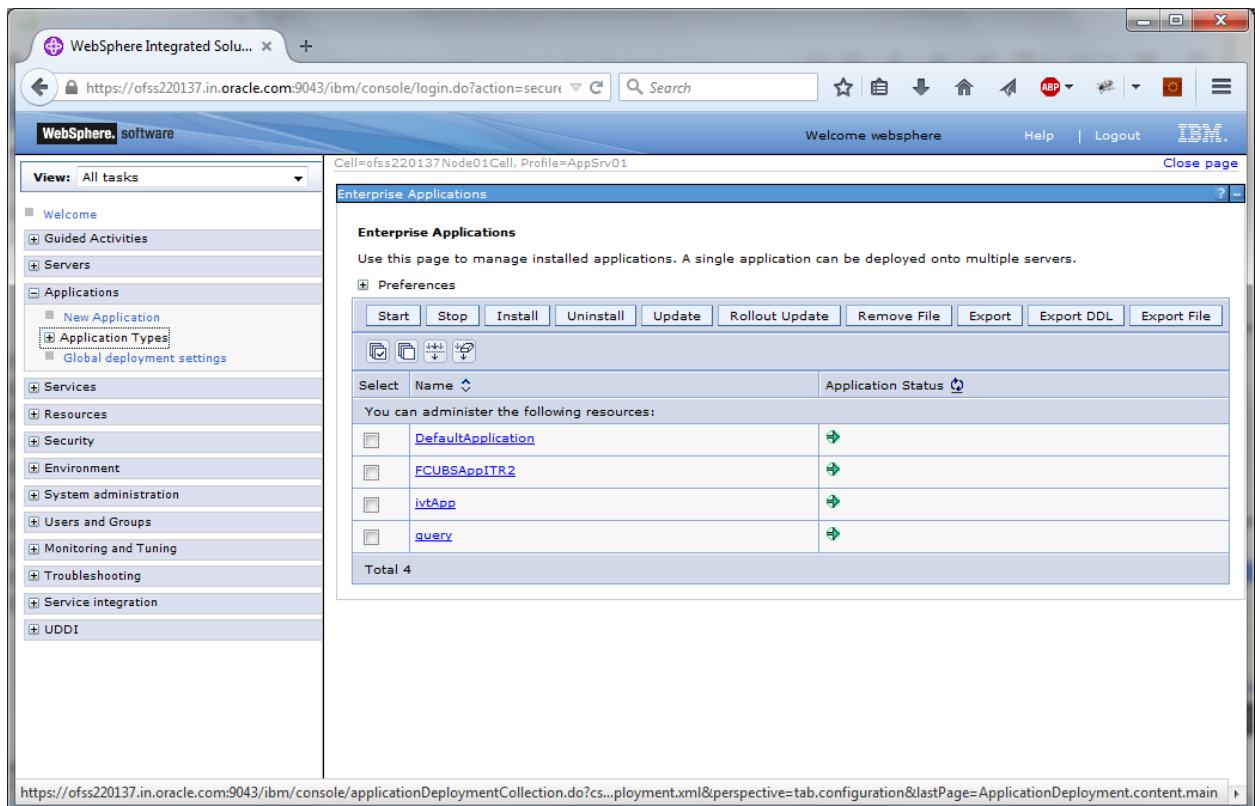 WebSphere Integrated Solu...
https://ofss220137.in.oracle.com:9043/ibm/console/login.do?action=secure
Search
ABP
WebSphere. software
Welcome websphere
Help | Logout
IBM.
View: All tasks
Welcome
Guided Activities
Servers
Applications
New Application
Application Types
Global deployment settings
Services
Resources
Security
Environment
System administration
Users and Groups
Monitoring and Tuning
Troubleshooting
Service integration
UDDI
Cell=ofss220137Node01Cell, Profile=AppSrv01
Close page
Enterprise Applications
?
Enterprise Applications
Use this page to manage installed applications. A single application can be deployed onto multiple servers.
Preferences
Start Stop Install Uninstall Update Rollout Update Remove File Export Export DDL Export File
Select Name Application Status
You can administer the following resources:
DefaultApplication
FCUBSAppITR2
ivtApp
query
Total 4
https://ofss220137.in.oracle.com:9043/ibm/console/applicationDeploymentCollection.do?cs...ployment.xml&perspective=tab.configuration&lastPage=ApplicationDeployment.content.main